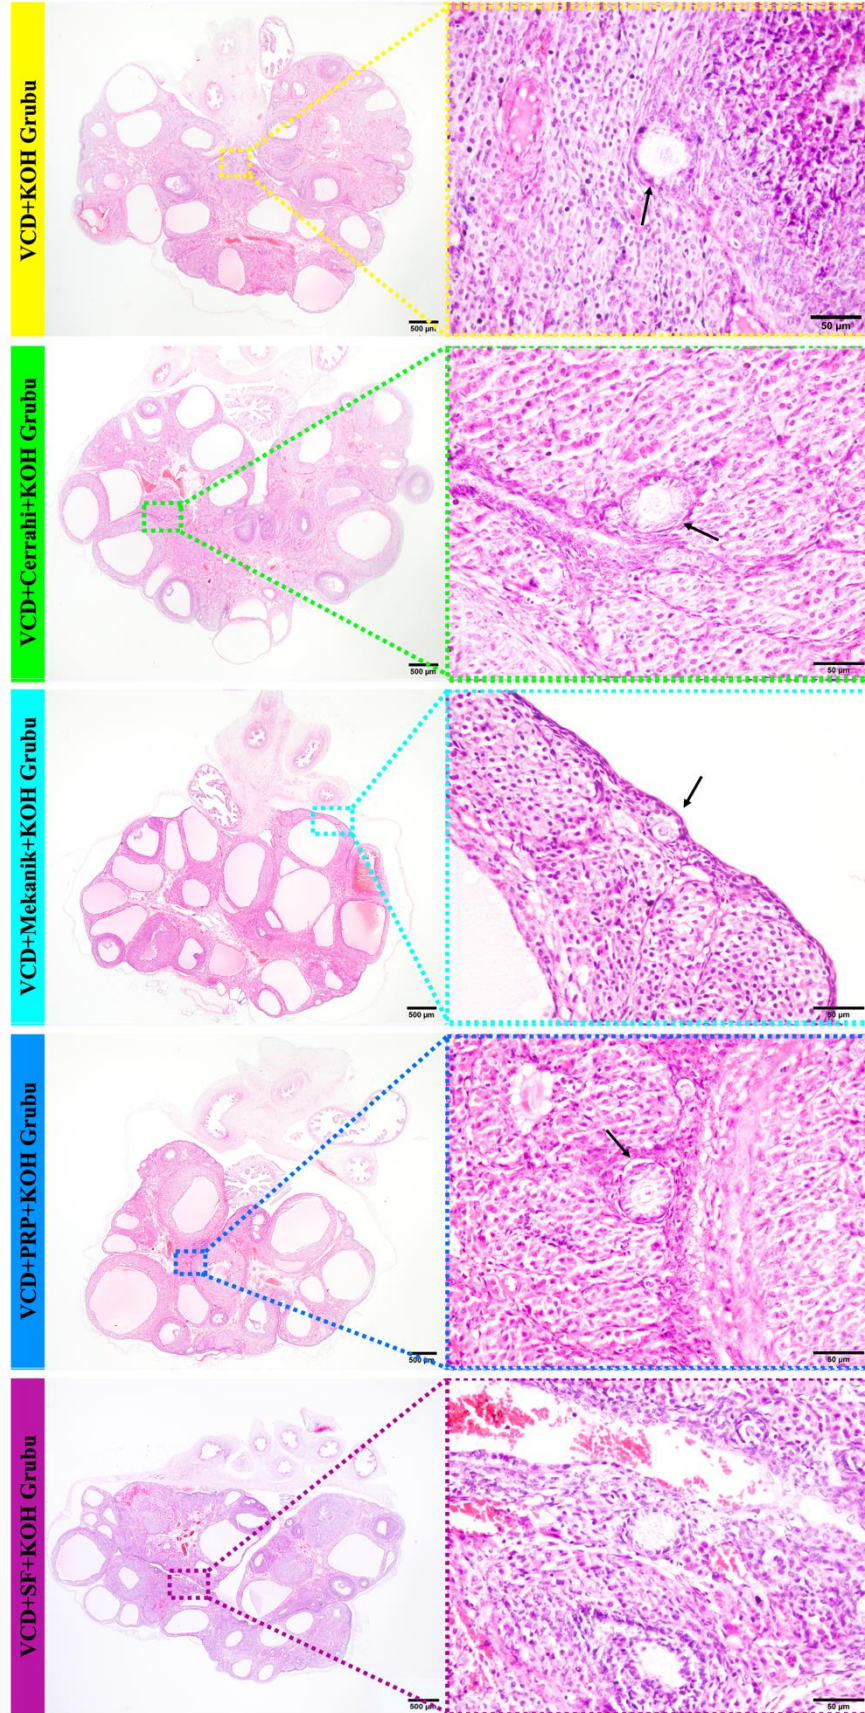 VCD+KOH Grubu
500 µm
50 µm
VCD+Cerrahi+KOH Grubu
500 µm
50 µm
VCD+Mekanik+KOH Grubu
500 µm
50 µm
VCD+PRP+KOH Grubu
500 µm
50 µm
VCD+SF+KOH Grubu
500 µm
50 µm